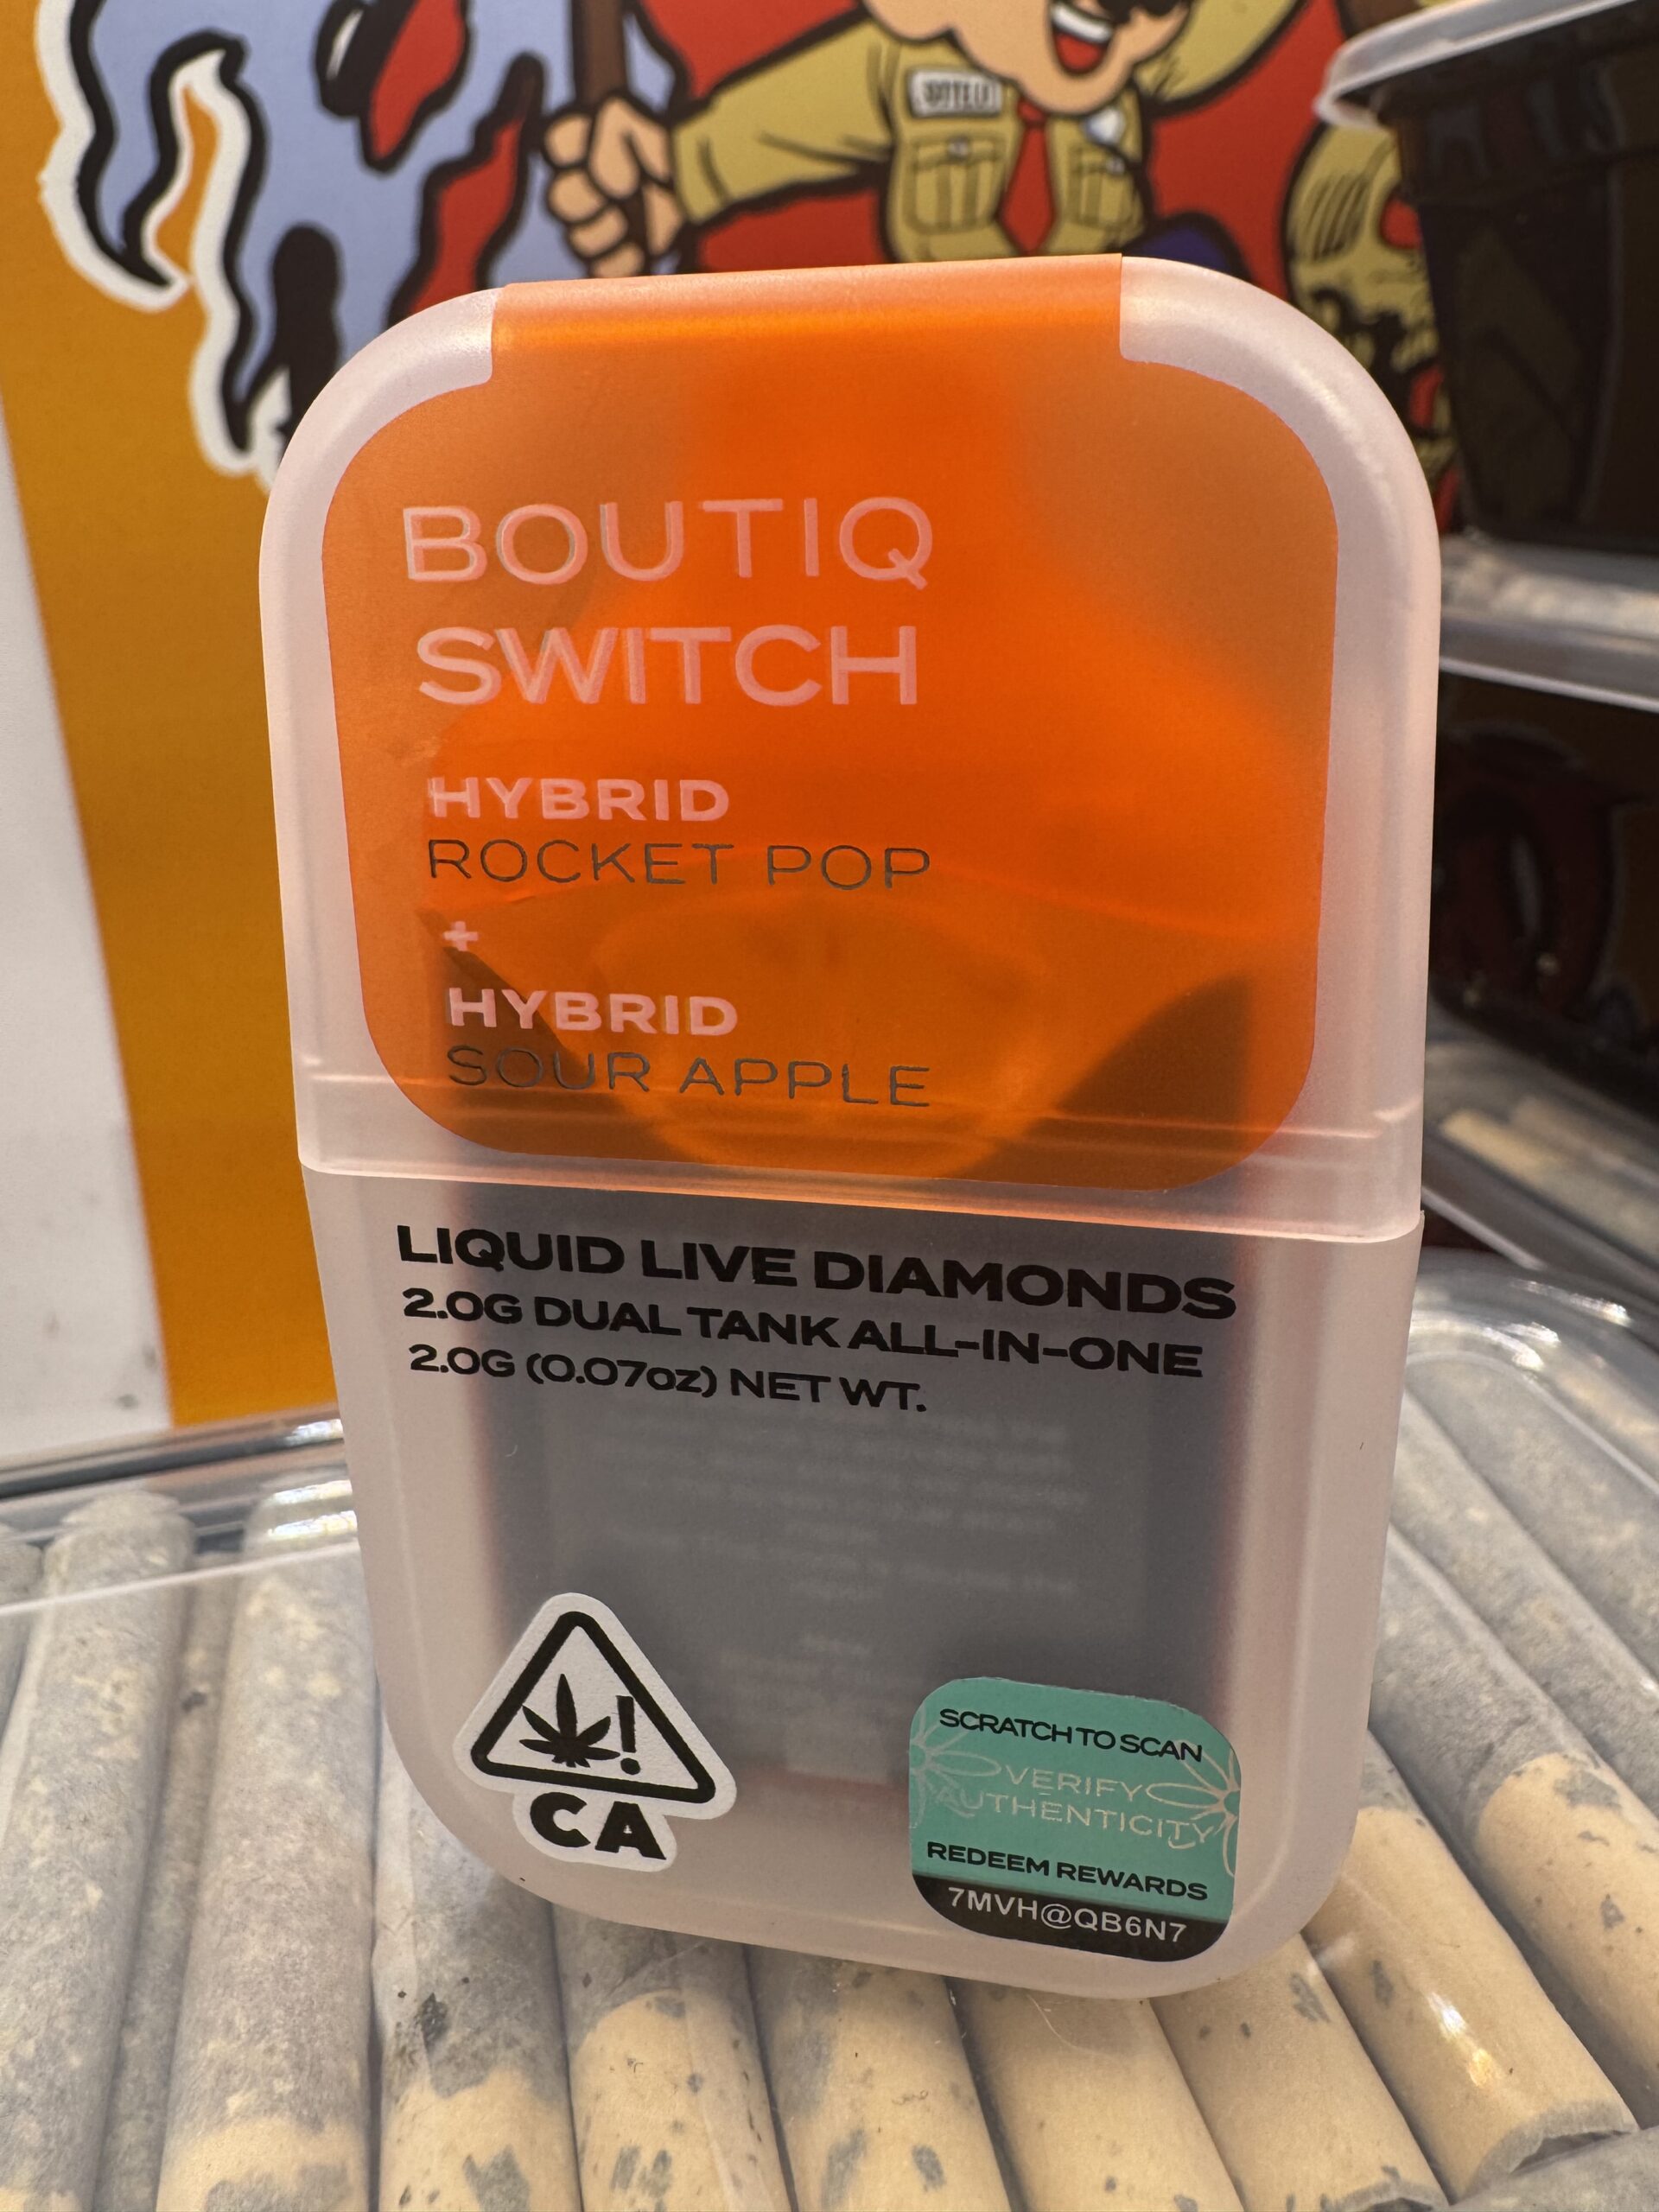 BOUTIQ
SWITCH
HYBRID
ROCKET POP
+
HYBRID
SOUR APPLE
LIQUID LIVE DIAMONDS
2.0G DUAL TANK ALL-IN-ONE
2.0G (0.07oz) NET WT.
!
CA
SCRATCH TO SCAN
VERIFY
AUTHENTICITY
REDEEM REWARDS
7MVH@QB6N7